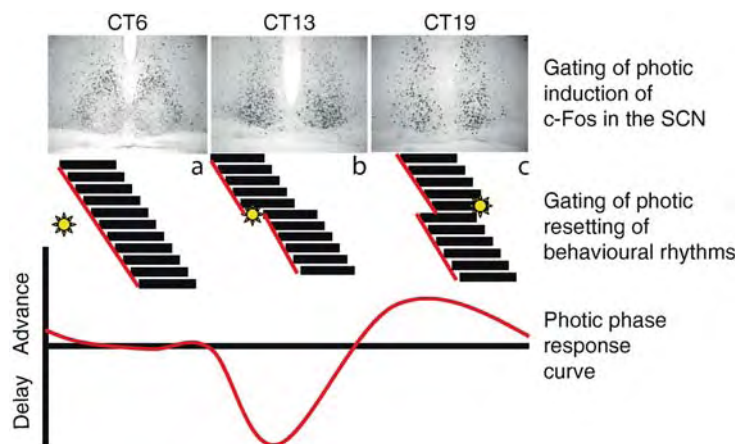 CT6 CT13 CT19
Gating of photic
induction of
c-Fos in the SCN
a b c
Gating of photic
resetting of
behavioural rhythms
Advance
Delay
Photic phase
response
curve